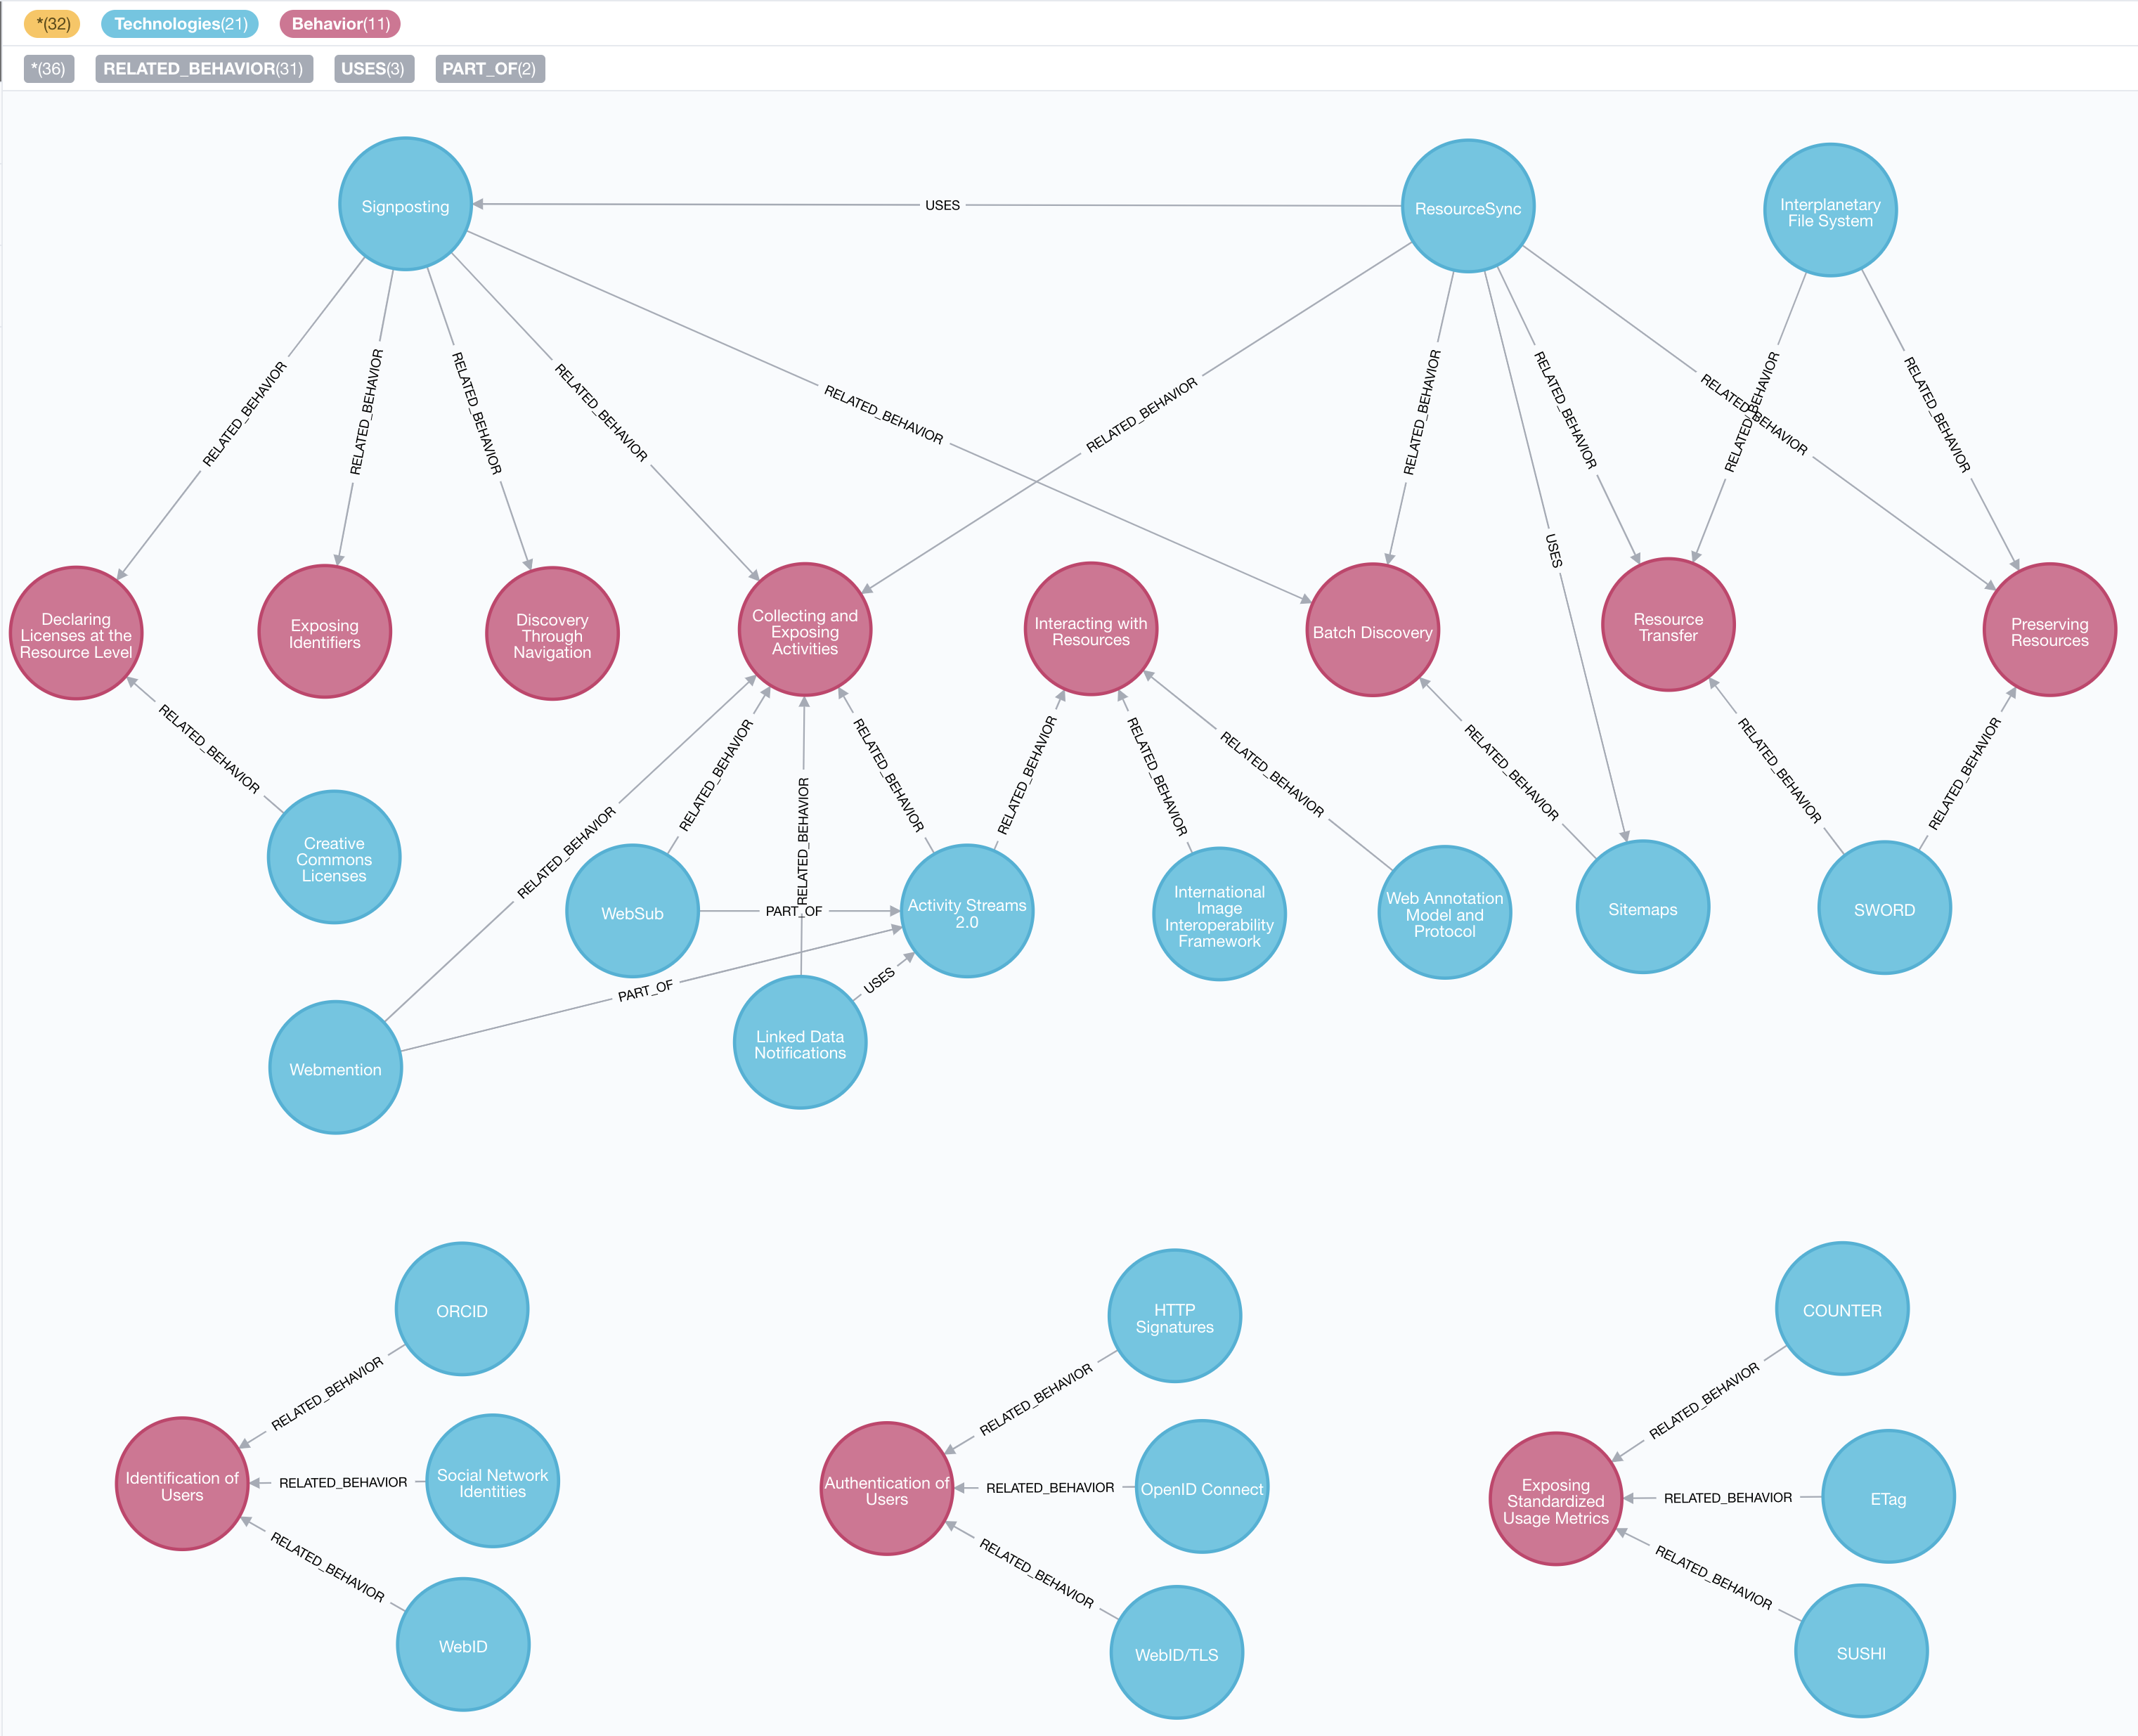 *(32) Technologies(21) Behavior(11)
*(36) RELATED_BEHAVIOR(31) USES(3) PART_OF(2)
Signposting
USES
ResourceSync
Interplanetary
File System
RELATED_BEHAVIOR
RELATED_BEHAVIOR
RELATED_BEHAVIOR
RELATED_BEHAVIOR
RELATED_BEHAVIOR
RELATED_BEHAVIOR
RELATED_BEHAVIOR
RELATED_BEHAVIOR
USES
RELATED_BEHAVIOR
RELATED_BEHAVIOR
RELATED_BEHAVIOR
Declaring
Licenses at the
Resource Level
Exposing
Identifiers
Discovery
Through
Navigation
Collecting and
Exposing
Activities
Interacting with
Resources
Batch Discovery
Resource
Transfer
Preserving
Resources
RELATED_BEHAVIOR
RELATED_BEHAVIOR
RELATED_BEHAVIOR
RELATED_BEHAVIOR
RELATED_BEHAVIOR
RELATED_BEHAVIOR
RELATED_BEHAVIOR
RELATED_BEHAVIOR
RELATED_BEHAVIOR
RELATED_BEHAVIOR
RELATED_BEHAVIOR
Creative
Commons
Licenses
WebSub
PART_OF
Activity Streams
2.0
International
Image
Interoperability
Framework
Web Annotation
Model and
Protocol
Sitemaps
SWORD
PART_OF
USES
Webmention
Linked Data
Notifications
ORCID
RELATED_BEHAVIOR
Identification of
Users
RELATED_BEHAVIOR
Social Network
Identities
RELATED_BEHAVIOR
WebID
HTTP
Signatures
RELATED_BEHAVIOR
Authentication of
Users
RELATED_BEHAVIOR
OpenID Connect
RELATED_BEHAVIOR
WebID/TLS
COUNTER
RELATED_BEHAVIOR
Exposing
Standardized
Usage Metrics
RELATED_BEHAVIOR
ETag
RELATED_BEHAVIOR
SUSHI